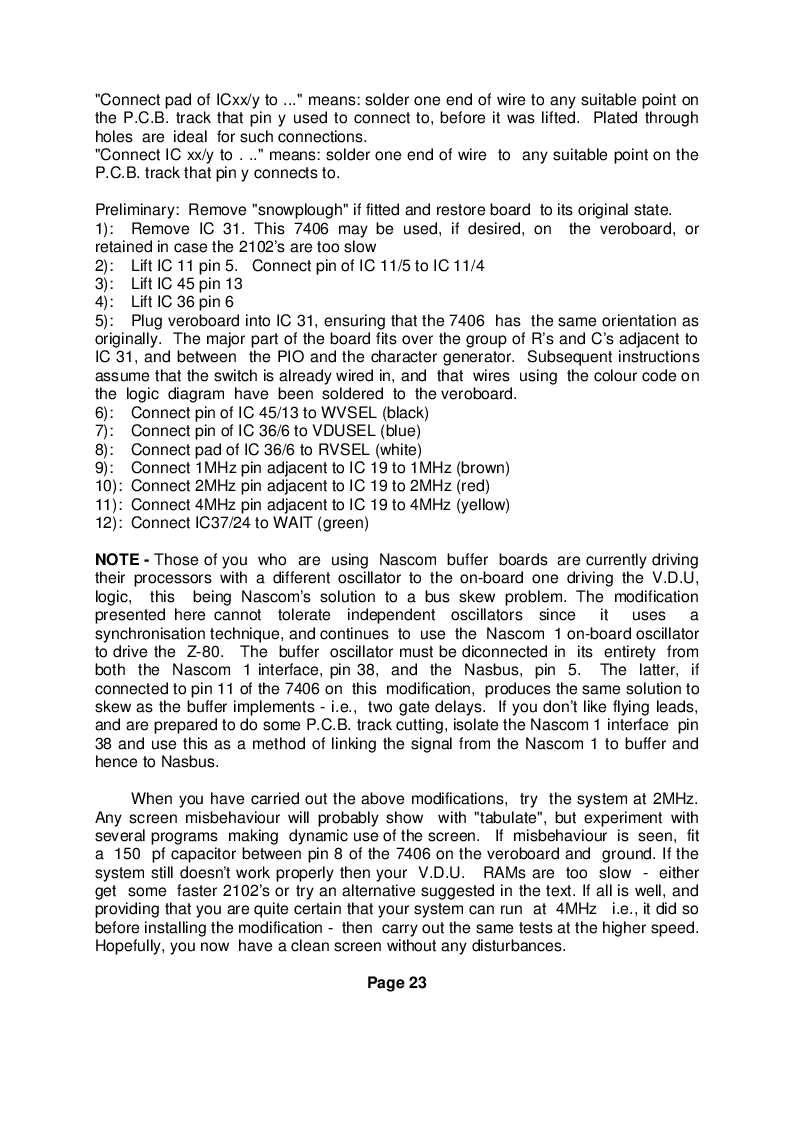 "Connect pad of ICxx/y to ..." means: solder one end of wire to any suitable point on
the P.C.B. track that pin y used to connect to, before it was lifted. Plated through
holes are ideal for such connections.
"Connect IC xx/y to . .." means: solder one end of wire to any suitable point on the
P.C.B. track that pin y connects to.

Preliminary: Remove "snowplough" if fitted and restore board to its original state.
1): Remove IC 31. This 7406 may be used, if desired, on the veroboard, or
retained in case the 2102's are too slow
2): Lift IC 11 pin 5. Connect pin of IC 11/5 to IC 11/4
3): Lift IC 45 pin 13
4): Lift IC 36 pin 6
5): Plug veroboard into IC 31, ensuring that the 7406 has the same orientation as
originally. The major part of the board fits over the group of R's and C's adjacent to
IC 31, and between the PIO and the character generator. Subsequent instructions
assume that the switch is already wired in, and that wires using the colour code on
the logic diagram have been soldered to the veroboard.
6): Connect pin of IC 45/13 to WVSEL (black)
7): Connect pin of IC 36/6 to VDUSEL (blue)
8): Connect pad of IC 36/6 to RVSEL (white)
9): Connect 1MHz pin adjacent to IC 19 to 1MHz (brown)
10): Connect 2MHz pin adjacent to IC 19 to 2MHz (red)
11): Connect 4MHz pin adjacent to IC 19 to 4MHz (yellow)
12): Connect IC37/24 to WAIT (green)

NOTE - Those of you who are using Nascom buffer boards are currently driving
their processors with a different oscillator to the on-board one driving the V.D.U,
logic, this being Nascom's solution to a bus skew problem. The modification
presented here cannot tolerate independent oscillators since it uses a
synchronisation technique, and continues to use the Nascom 1 on-board oscillator
to drive the Z-80. The buffer oscillator must be diconnected in its entirety from
both the Nascom 1 interface, pin 38, and the Nasbus, pin 5. The latter, if
connected to pin 11 of the 7406 on this modification, produces the same solution to
skew as the buffer implements - i.e., two gate delays. If you don't like flying leads,
and are prepared to do some P.C.B. track cutting, isolate the Nascom 1 interface pin
38 and use this as a method of linking the signal from the Nascom 1 to buffer and
hence to Nasbus.

When you have carried out the above modifications, try the system at 2MHz.
Any screen misbehaviour will probably show with "tabulate", but experiment with
several programs making dynamic use of the screen. If misbehaviour is seen, fit
a 150 pf capacitor between pin 8 of the 7406 on the veroboard and ground. If the
system still doesn't work properly then your V.D.U. RAMs are too slow - either
get some faster 2102's or try an alternative suggested in the text. If all is well, and
providing that you are quite certain that your system can run at 4MHz i.e., it did so
before installing the modification - then carry out the same tests at the higher speed.
Hopefully, you now have a clean screen without any disturbances.

Page 23